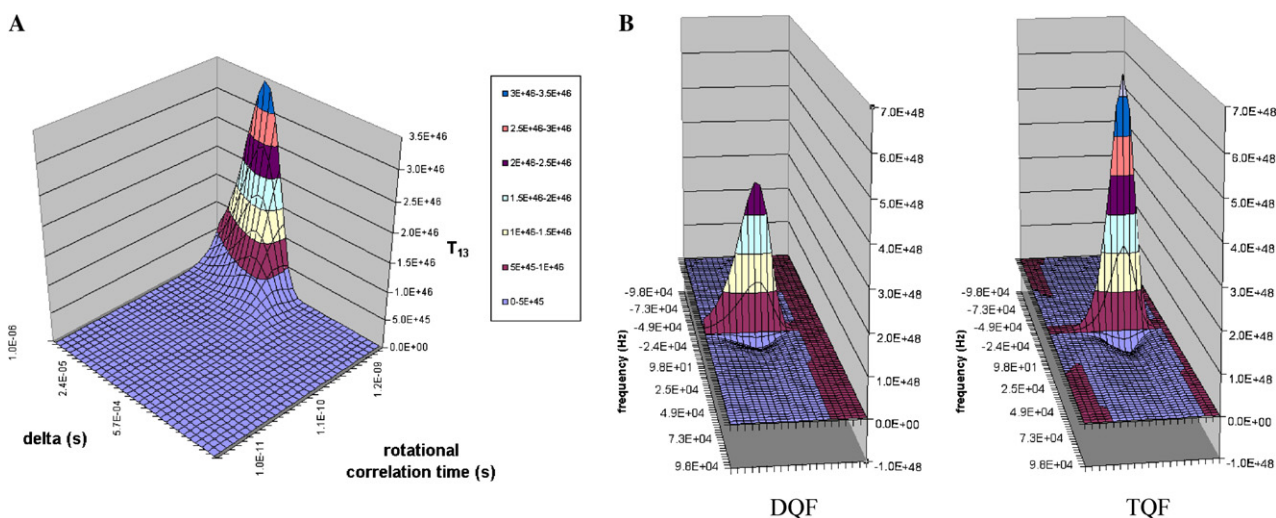 A
3.5E+46
3.0E+46
2.5E+46
2.0E+46
T13
1.5E+46
1.0E+46
5.0E+45
0.0E+00
1.0E-06
2.4E-05
5.7E-04
delta (s)
1.0E-11
1.1E-10
1.2E-09
rotational
correlation time (s)
3E+46-3.5E+46
2.5E+46-3E+46
2E+46-2.5E+46
1.5E+46-2E+46
1E+46-1.5E+46
5E+45-1E+46
0-5E+45
B
7.0E+48
6.0E+48
5.0E+48
4.0E+48
3.0E+48
2.0E+48
1.0E+48
0.0E+00
-1.0E+48
-9.8E+04
-7.3E+04
-4.9E+04
-2.4E+04
9.8E+01
2.5E+04
4.9E+04
7.3E+04
9.8E+04
frequency (Hz)
DQF
7.0E+48
6.0E+48
5.0E+48
4.0E+48
3.0E+48
2.0E+48
1.0E+48
0.0E+00
-1.0E+48
-9.8E+04
-7.3E+04
-4.9E+04
-2.4E+04
9.8E+01
2.5E+04
4.9E+04
7.3E+04
9.8E+04
frequency (Hz)
TQF